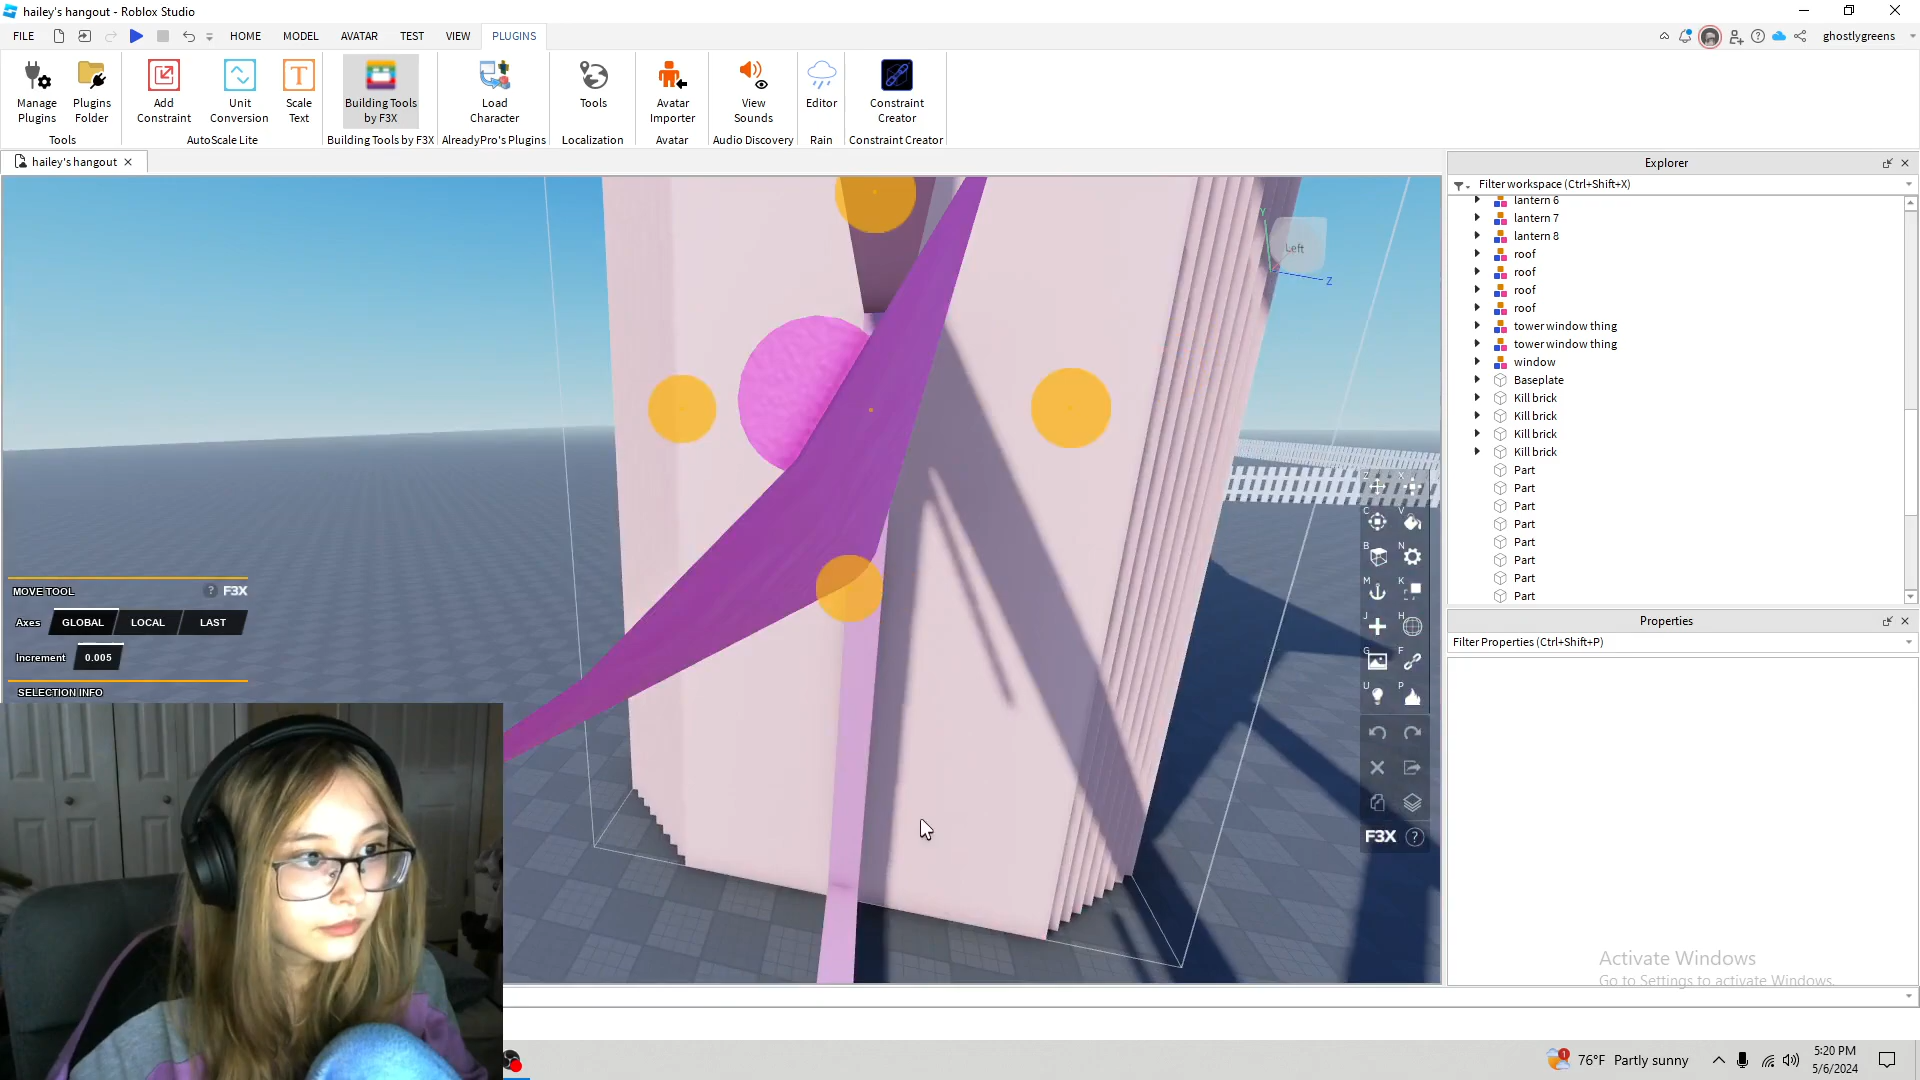 hailey's hangout - Roblox Studio
FILE HOME MODEL AVATAR TEST VIEW PLUGINS ghostlygreens
Manage Plugins
Plugins Folder
Tools
Add Constraint
Unit Conversion
Scale Text
AutoScale Lite
Building Tools by F3X
Building Tools by F3X
Load Character
AlreadyPro's Plugins
Tools
Localization
Avatar Importer
Avatar
View Sounds
Audio Discovery
Editor
Rain
Constraint Creator
Constraint Creator
hailey's hangout
Explorer
Filter workspace (Ctrl+Shift+X)
lantern 6
lantern 7
lantern 8
roof
roof
roof
roof
tower window thing
tower window thing
window
Baseplate
Kill brick
Kill brick
Kill brick
Kill brick
Part
Part
Part
Part
Part
Part
Part
Part
Properties
Filter Properties (Ctrl+Shift+P)
Y
Left
Z
MOVE TOOL ? F3X
Axes GLOBAL LOCAL LAST
Increment 0.005
SELECTION INFO
Z X
C V
B N
M K
J H
G F
U P
F3X ?
Activate Windows
Go to Settings to activate Windows.
1 76°F Partly sunny
5:20 PM
5/6/2024